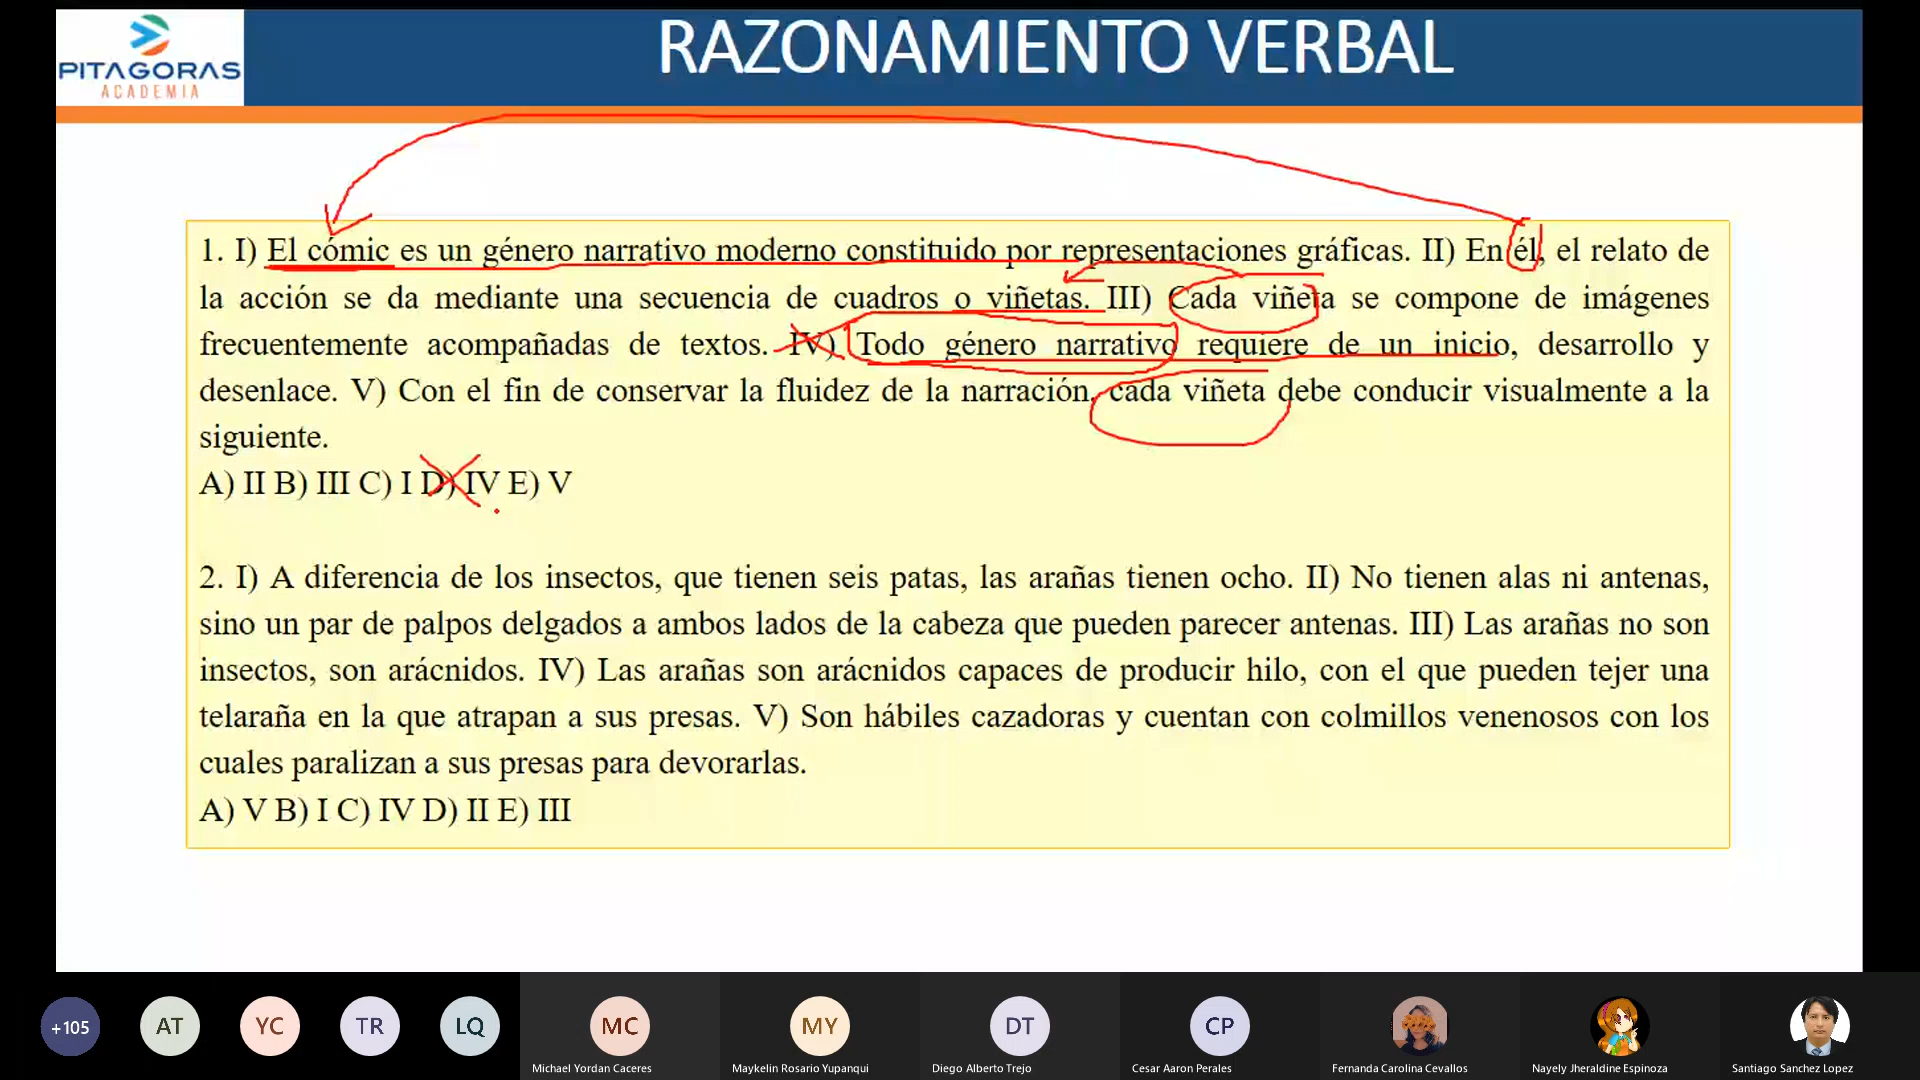 PITAGORAS
ACADEMIA
RAZONAMIENTO VERBAL
1. I) El cómic es un género narrativo moderno constituido por representaciones gráficas. II) En él, el relato de
la acción se da mediante una secuencia de cuadros o viñetas. III) Cada viñeta se compone de imágenes
frecuentemente acompañadas de textos. IV) Todo género narrativo requiere de un inicio, desarrollo y
desenlace. V) Con el fin de conservar la fluidez de la narración, cada viñeta debe conducir visualmente a la
siguiente.
A) II B) III C) I D) IV E) V
2. I) A diferencia de los insectos, que tienen seis patas, las arañas tienen ocho. II) No tienen alas ni antenas,
sino un par de palpos delgados a ambos lados de la cabeza que pueden parecer antenas. III) Las arañas no son
insectos, son arácnidos. IV) Las arañas son arácnidos capaces de producir hilo, con el que pueden tejer una
telaraña en la que atrapan a sus presas. V) Son hábiles cazadoras y cuentan con colmillos venenosos con los
cuales paralizan a sus presas para devorarlas.
A) V B) I C) IV D) II E) III
+105 AT YC TR LQ MC MY DT CP
Michael Yordan Caceres Maykelin Rosario Yupanqui Diego Alberto Trejo Cesar Aaron Perales Fernanda Carolina Cevallos Nayely Jheraldine Espinoza Santiago Sanchez Lopez